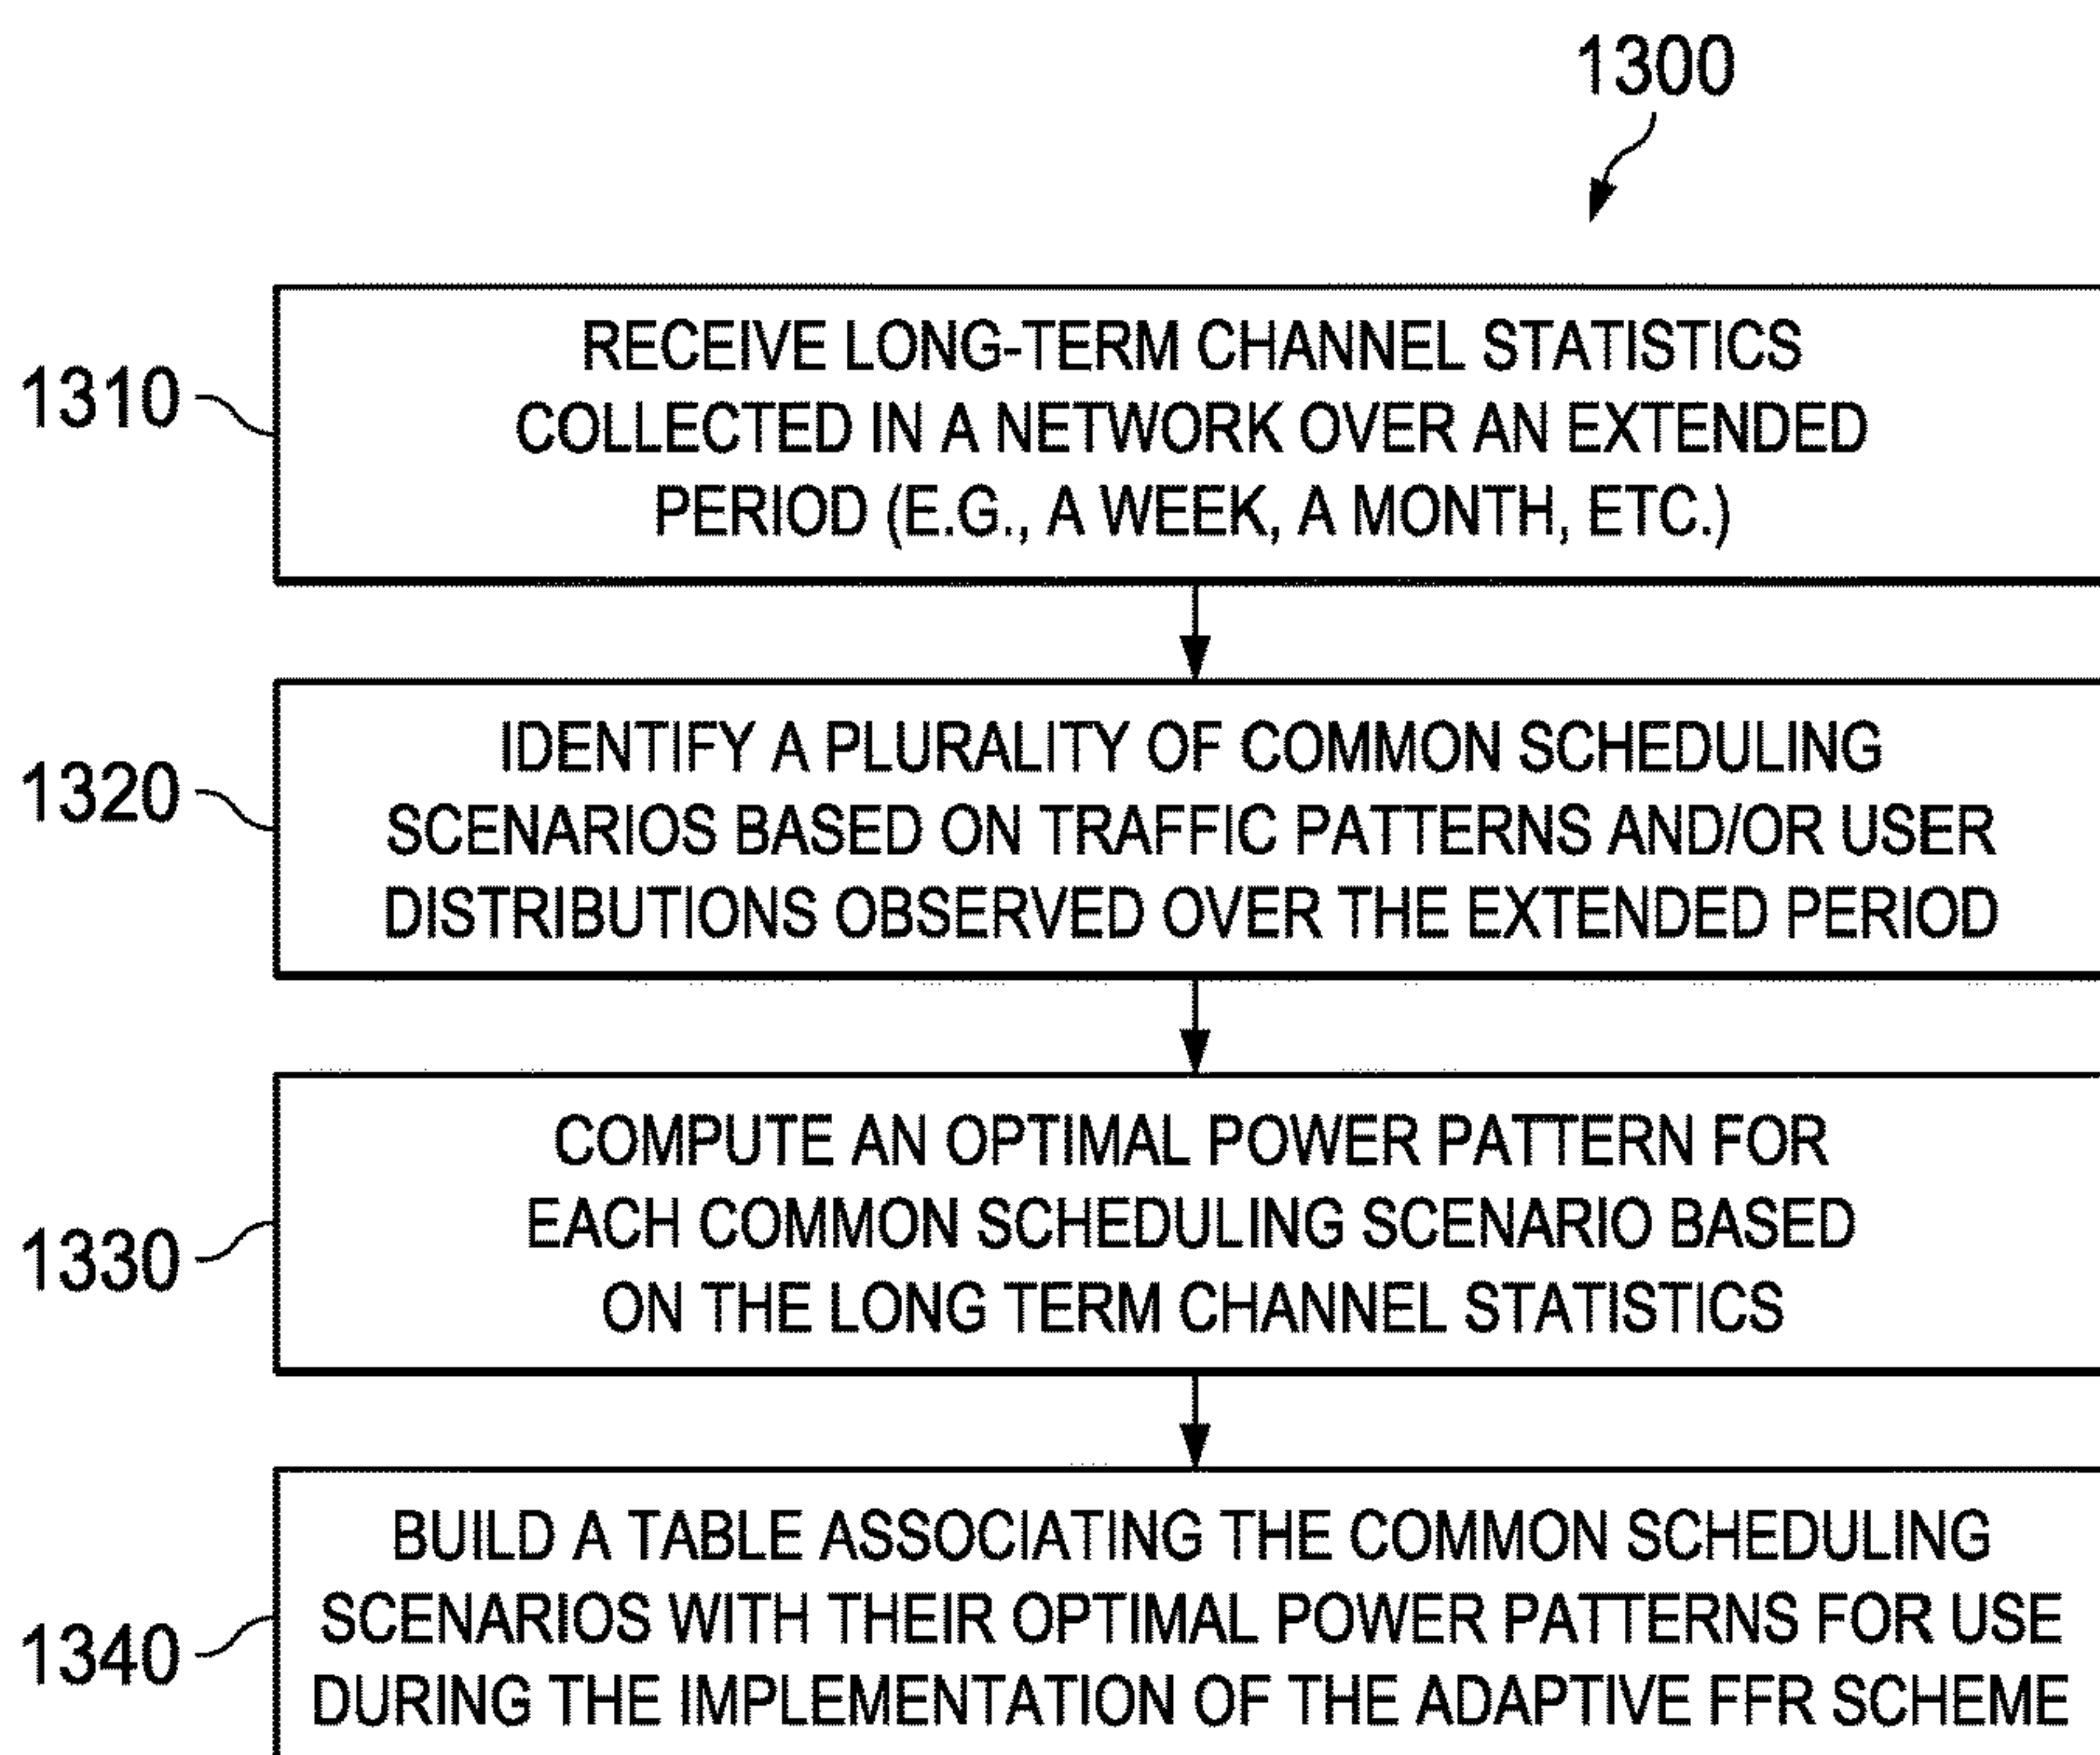 1300
1310
RECEIVE LONG-TERM CHANNEL STATISTICS
COLLECTED IN A NETWORK OVER AN EXTENDED
PERIOD (E.G., A WEEK, A MONTH, ETC.)
1320
IDENTIFY A PLURALITY OF COMMON SCHEDULING
SCENARIOS BASED ON TRAFFIC PATTERNS AND/OR USER
DISTRIBUTIONS OBSERVED OVER THE EXTENDED PERIOD
1330
COMPUTE AN OPTIMAL POWER PATTERN FOR
EACH COMMON SCHEDULING SCENARIO BASED
ON THE LONG TERM CHANNEL STATISTICS
1340
BUILD A TABLE ASSOCIATING THE COMMON SCHEDULING
SCENARIOS WITH THEIR OPTIMAL POWER PATTERNS FOR USE
DURING THE IMPLEMENTATION OF THE ADAPTIVE FFR SCHEME